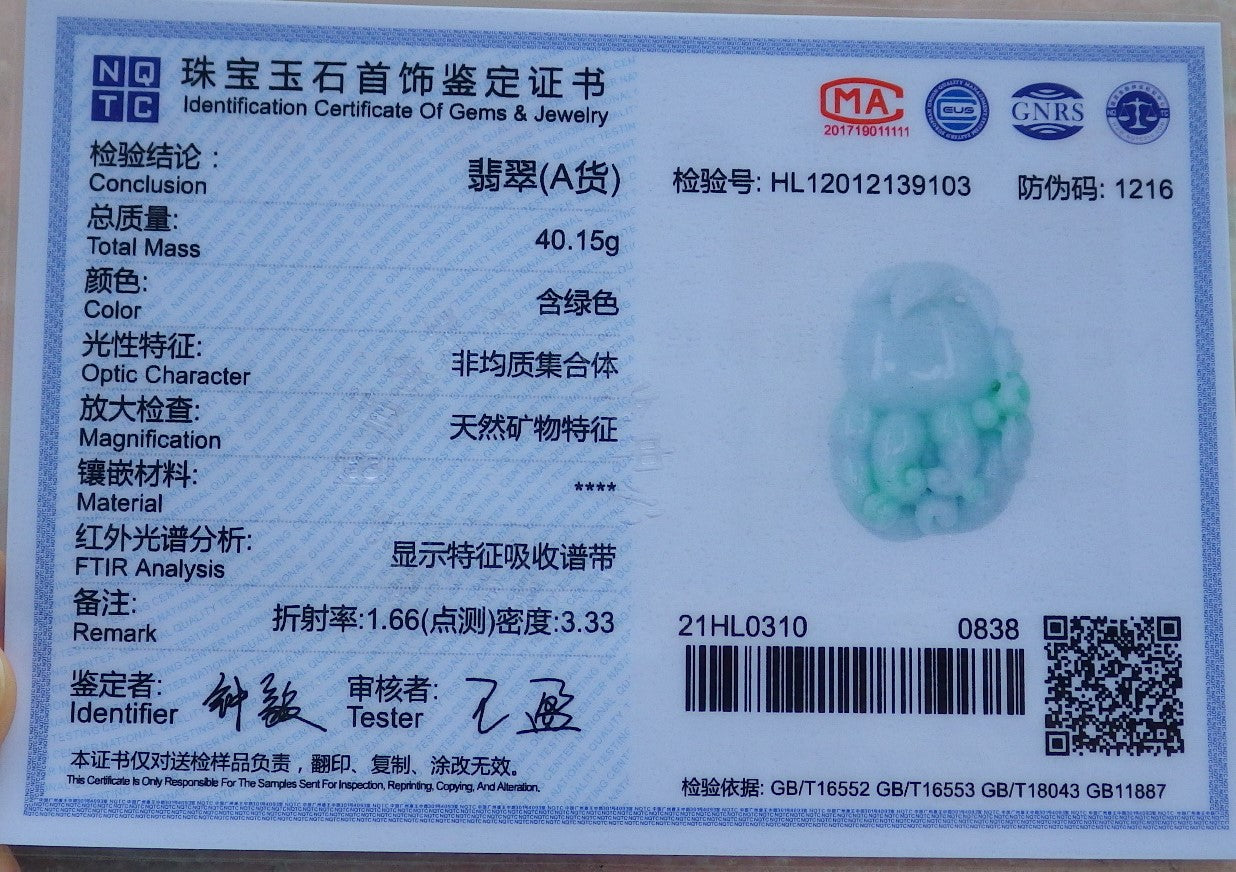 NQ
TC
珠宝玉石首饰鉴定证书
Identification Certificate Of Gems & Jewelry
MA
201719011111
GNRS
检验结论：
Conclusion
翡翠(A货)
检验号: HL12012139103
防伪码: 1216
总质量:
Total Mass
40.15g
颜色:
Color
含绿色
光性特征:
Optic Character
非均质集合体
放大检查:
Magnification
天然矿物特征
镶嵌材料:
Material
****
红外光谱分析:
FTIR Analysis
显示特征吸收谱带
备注:
Remark
折射率:1.66(点测)密度:3.33
21HL0310
0838
鉴定者:
Identifier
审核者:
Tester
本证书仅对送检样品负责，翻印、复制、涂改无效。
This Certificate Is Only Responsible For The Samples Sent For Inspection, Reprinting, Copying, And Alteration.
检验依据: GB/T16552 GB/T16553 GB/T18043 GB11887